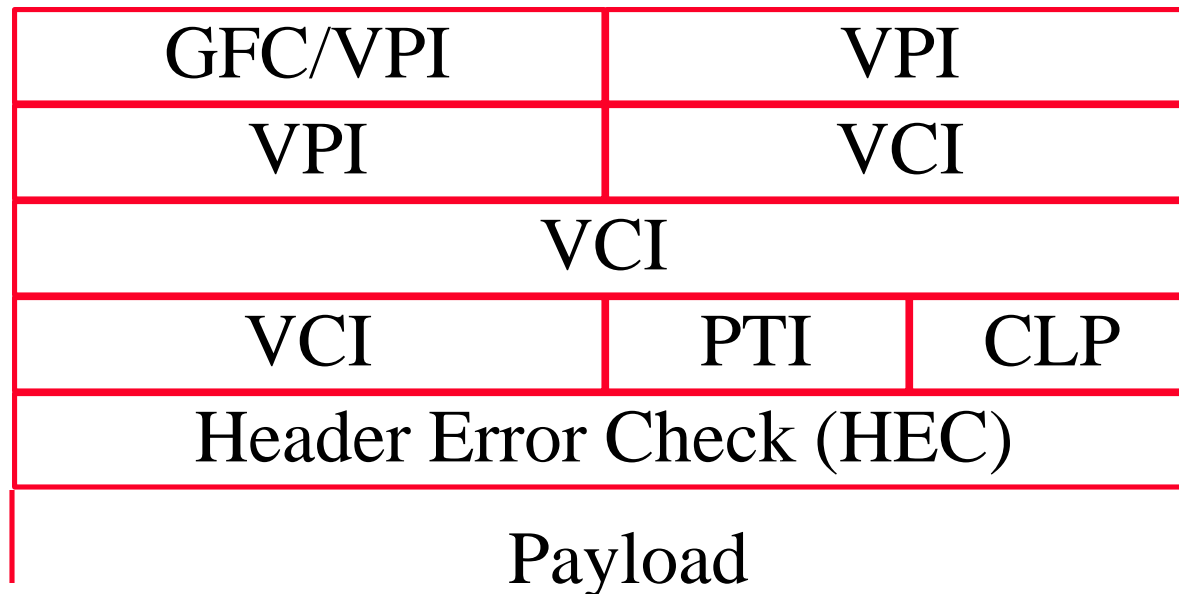 GFC/VPI VPI
VPI VCI
VCI
VCI PTI CLP
Header Error Check (HEC)
Payload